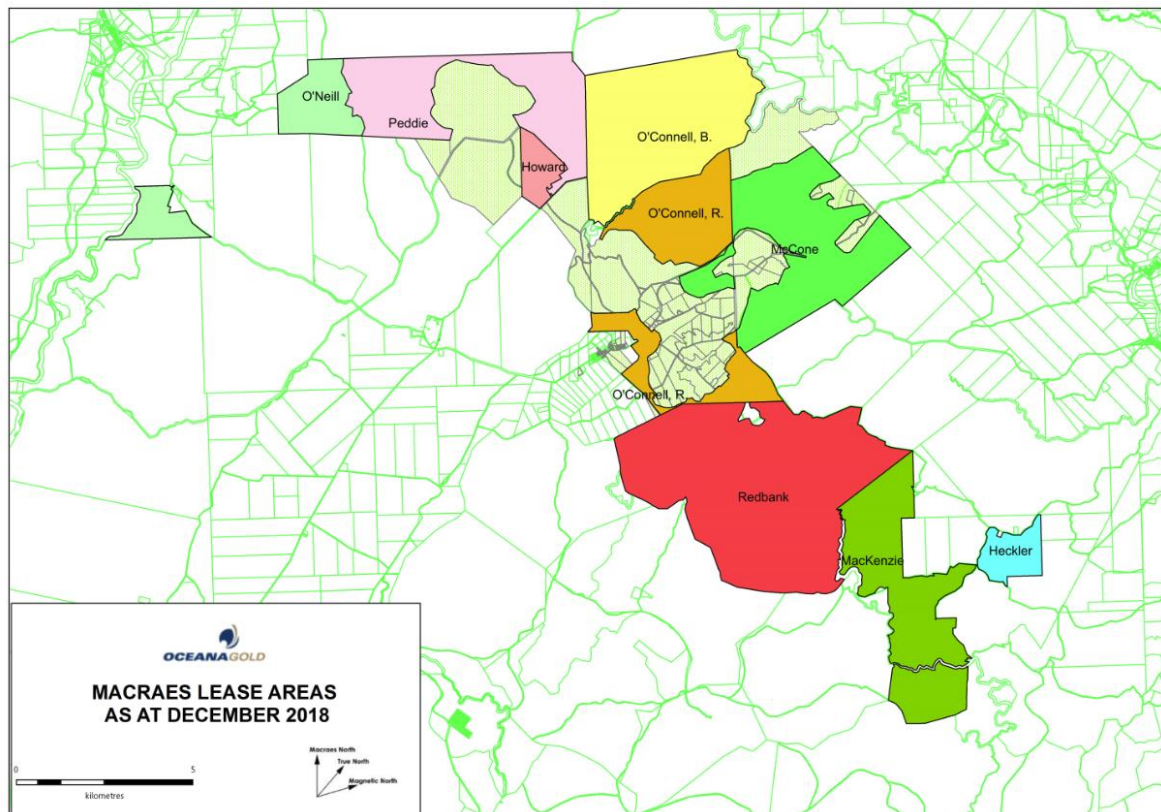 O'Neill
Peddie
O'Connell, B.
Howard
O'Connell, R.
McCone
O'Connell, R.
Redbank
MacKenzie
Heckler
OCEANAGOLD
MACRAES LEASE AREAS
AS AT DECEMBER 2018
Macraes North
True North
Magnetic North
0 5
kilometres